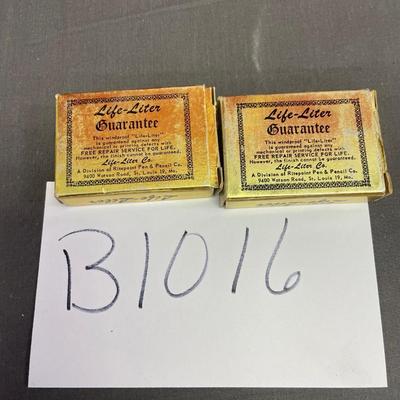 Life-Liter
Guarantee
This windproof "Life-Liter"
is guaranteed against any
mechanical or printing defects with
FREE REPAIR SERVICE FOR LIFE.
However, the finish cannot be guaranteed.
Life-Liter Co.
A Division of Ritepoint Pen & Pencil Co.
9400 Watson Road, St. Louis 19, Mo.
Life-Liter
Guarantee
This windproof "Life-Liter"
is guaranteed against any
mechanical or printing defects with
FREE REPAIR SERVICE FOR LIFE.
However, the finish cannot be guaranteed.
Life-Liter Co.
A Division of Ritepoint Pen & Pencil Co.
9400 Watson Road, St. Louis 19, Mo.
B1016